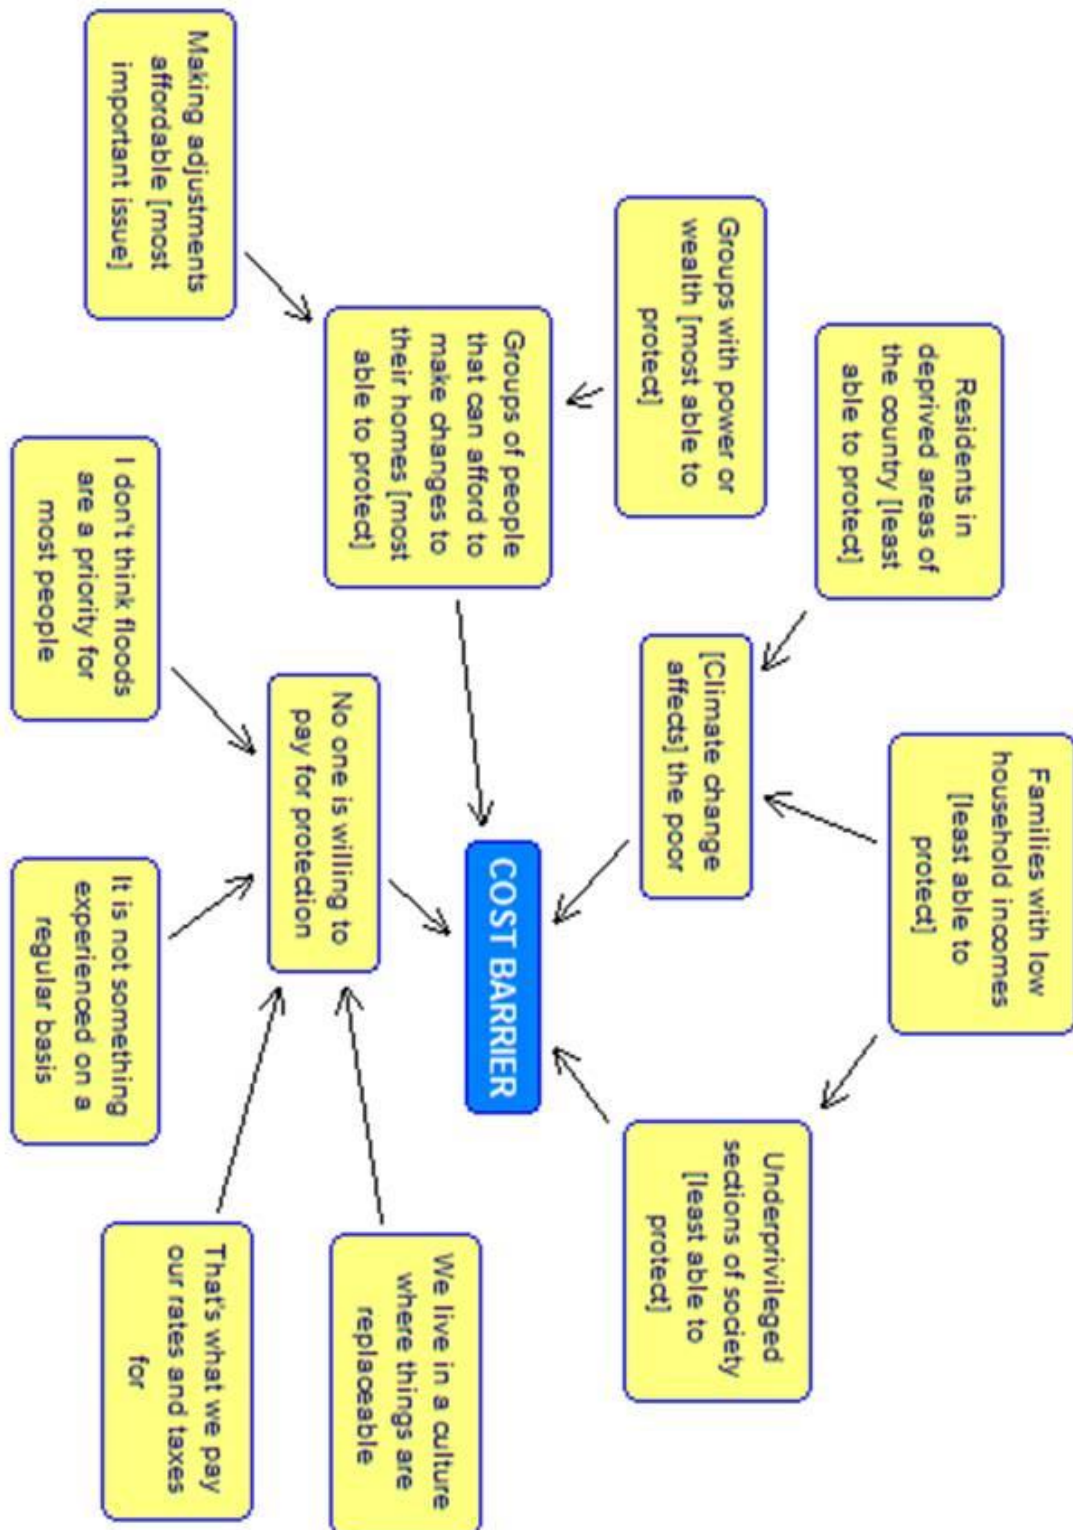 Families with low
household incomes
[least able to
protect]
Residents in
deprived areas of
the country [least
able to protect]
Groups with power or
wealth [most able to
protect]
[Climate change
affects] the poor
Underprivileged
sections of society
[least able to
protect]
Groups of people
that can afford to
make changes to
their homes [most
able to protect]
COST BARRIER
We live in a culture
where things are
replaceable
No one is willing to
pay for protection
Making adjustments
affordable [most
important issue]
That's what we pay
our rates and taxes
for
I don't think floods
are a priority for
most people
It is not something
experienced on a
regular basis